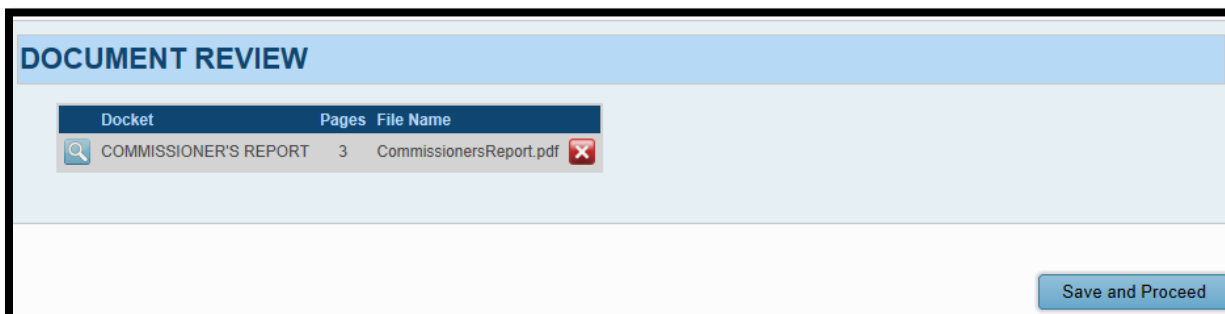 DOCUMENT REVIEW
Docket Pages File Name
COMMISSIONER'S REPORT 3 CommissionersReport.pdf
Save and Proceed